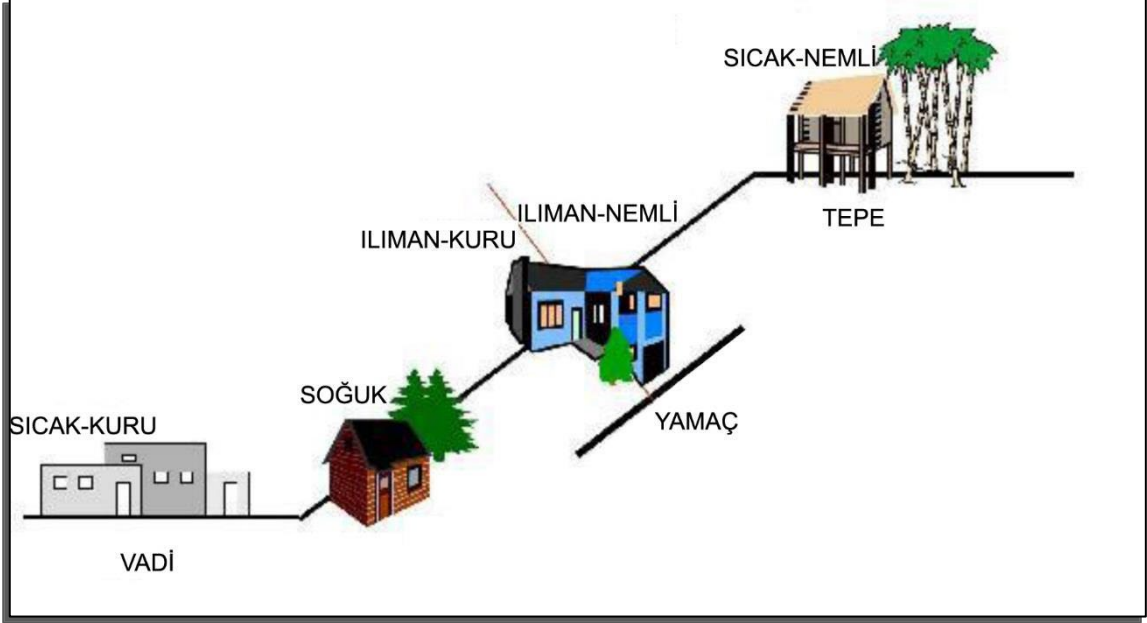 SICAK-NEMLİ
TEPE
ILIMAN-NEMLİ
ILIMAN-KURU
YAMAÇ
SOĞUK
SICAK-KURU
VADİ